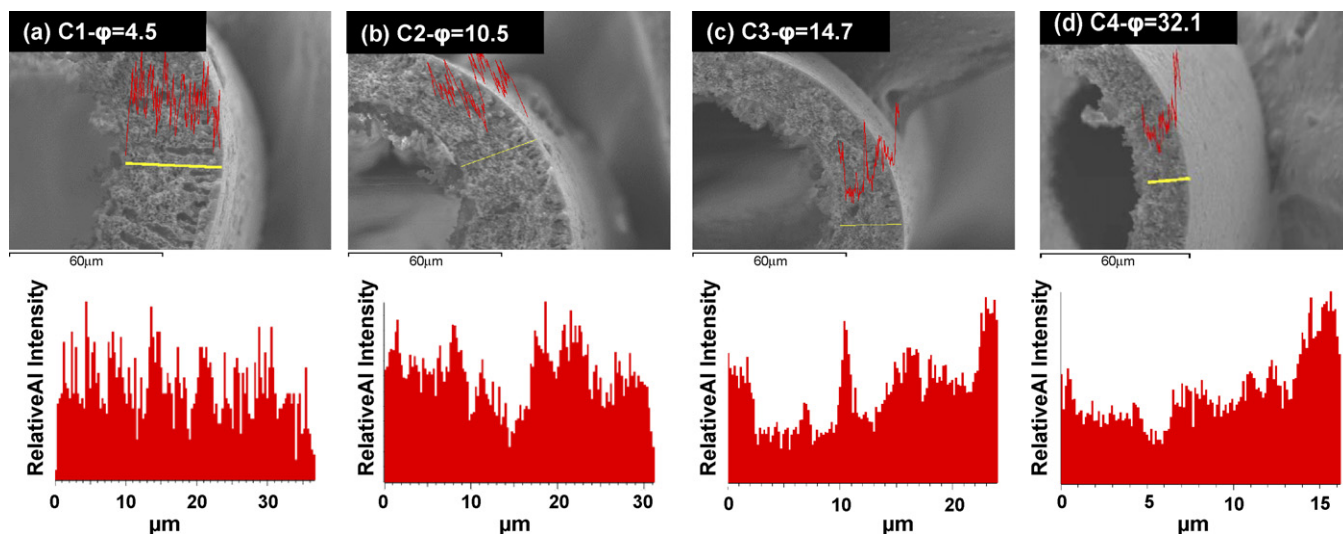 (a) C1-φ=4.5
(b) C2-φ=10.5
(c) C3-φ=14.7
(d) C4-φ=32.1
60μm
60μm
60μm
60μm
RelativeAl Intensity
0 10 20 30
μm
RelativeAl Intensity
0 10 20 30
μm
RelativeAl Intensity
0 10 20
μm
RelativeAl Intensity
0 5 10 15
μm